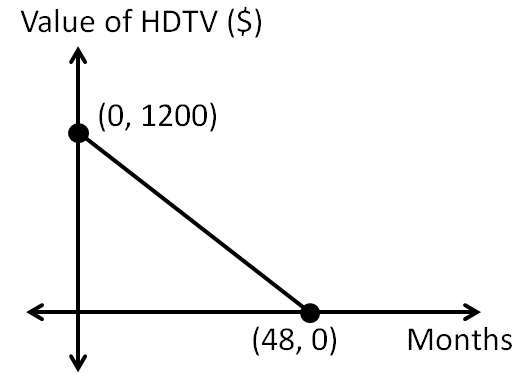 Value of HDTV ($)
(0, 1200)
(48, 0)
Months